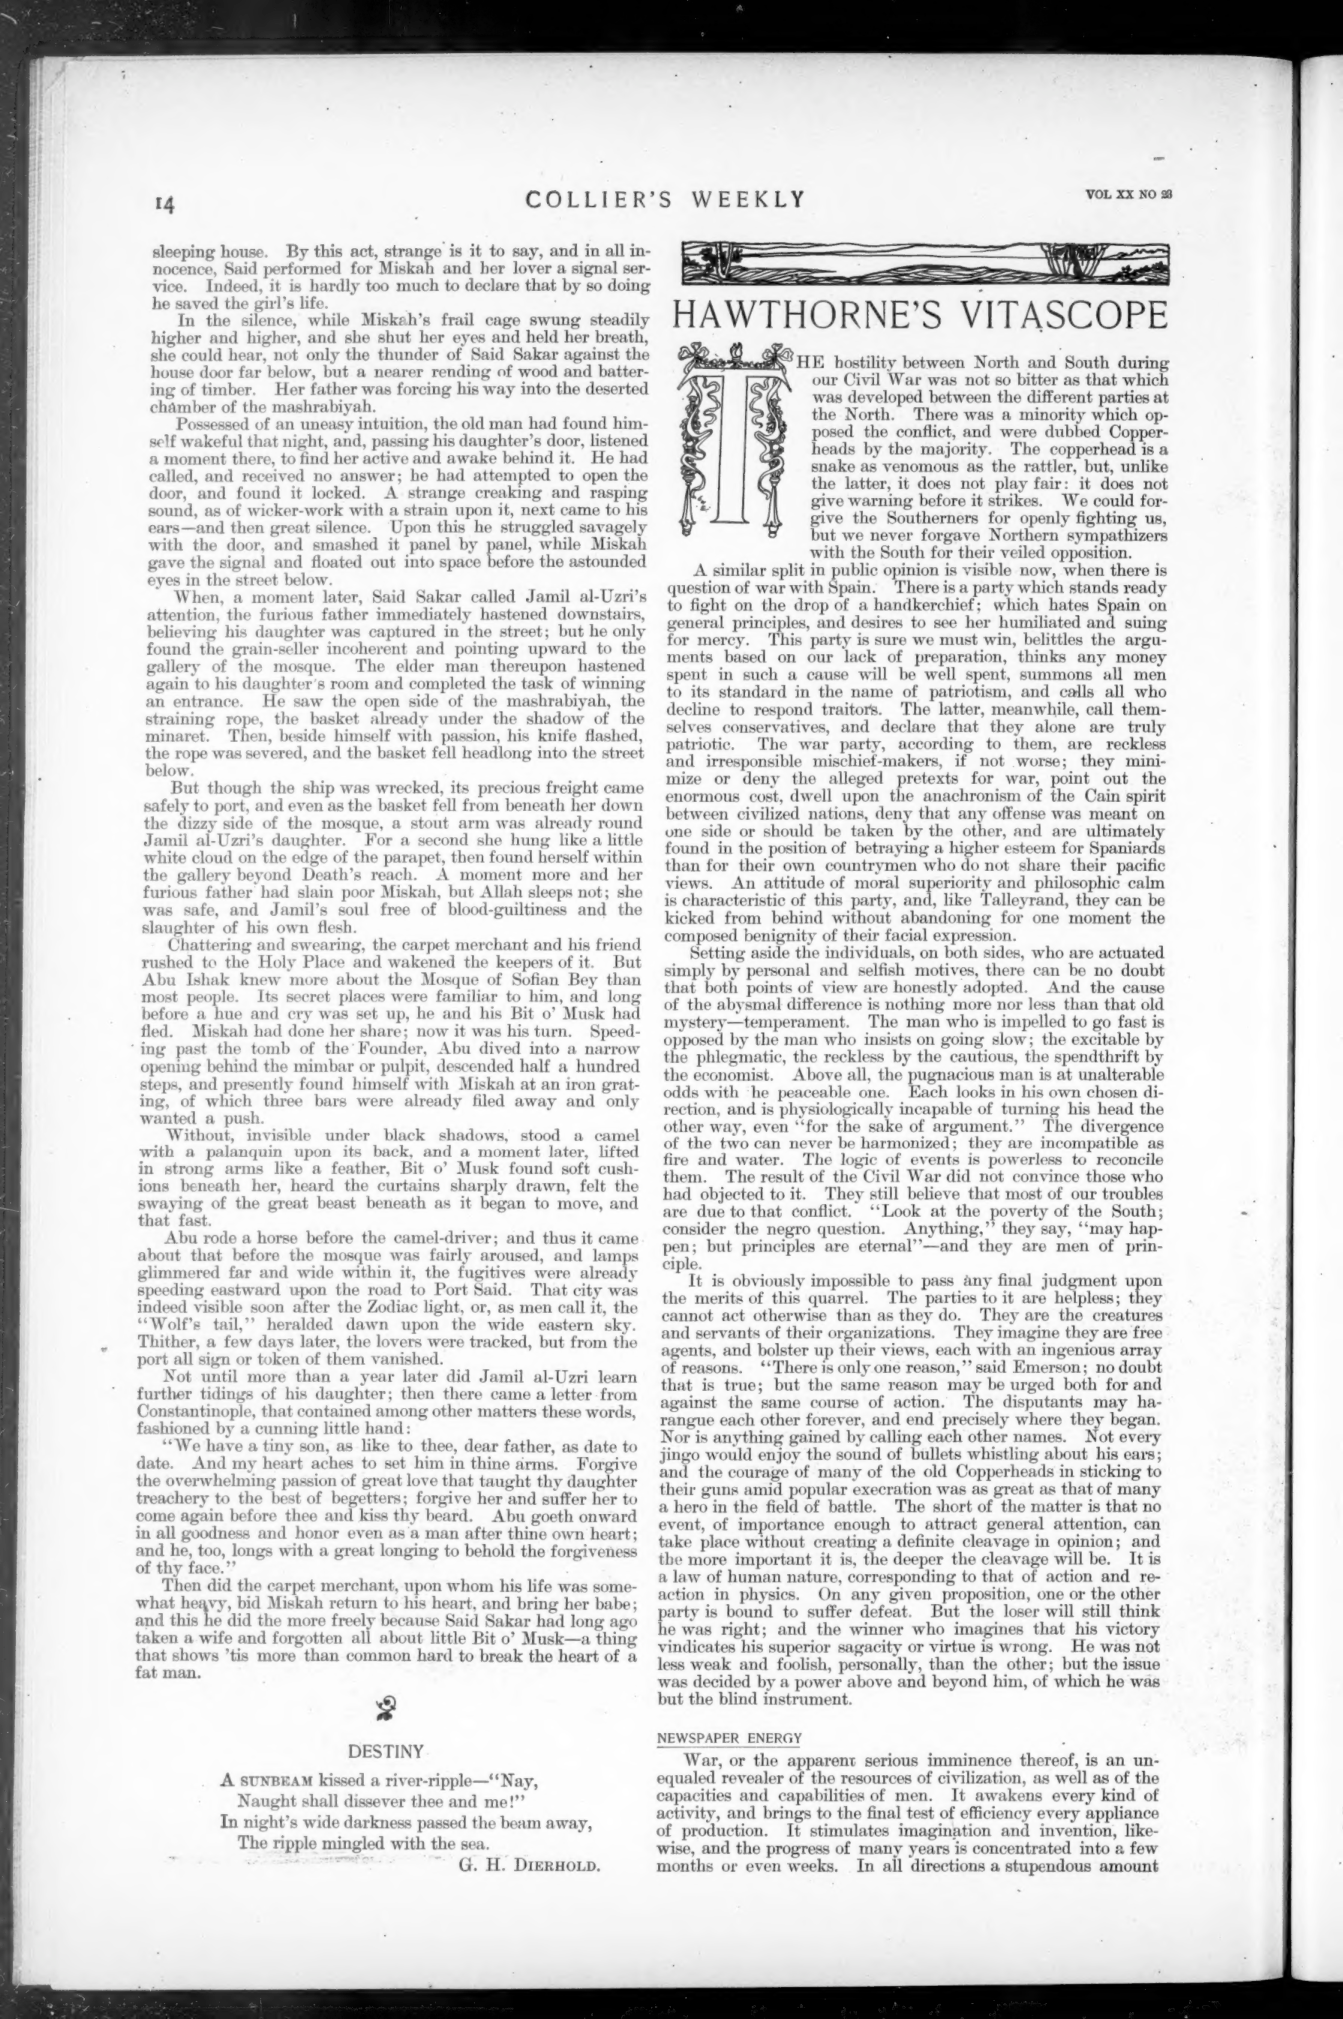 14
COLLIER'S WEEKLY
VOL XX NO 23
sleeping house. By this act, strange is it to say, and in all in-
nocence, Said performed for Miskah and her lover a signal ser-
vice. Indeed, it is hardly too much to declare that by so doing
he saved the girl's life.
In the silence, while Miskah's frail cage swung steadily
higher and higher, and she shut her eyes and held her breath,
she could hear, not only the thunder of Said Sakar against the
house door far below, but a nearer rending of wood and batter-
ing of timber. Her father was forcing his way into the deserted
chamber of the mashrabiyah.
Possessed of an uneasy intuition, the old man had found him-
self wakeful that night, and, passing his daughter's door, listened
a moment there, to find her active and awake behind it. He had
called, and received no answer; he had attempted to open the
door, and found it locked. A strange creaking and rasping
sound, as of wicker-work with a strain upon it, next came to his
ears—and then great silence. Upon this he struggled savagely
with the door, and smashed it panel by panel, while Miskah
gave the signal and floated out into space before the astounded
eyes in the street below.
When, a moment later, Said Sakar called Jamil al-Uzri's
attention, the furious father immediately hastened downstairs,
believing his daughter was captured in the street; but he only
found the grain-seller incoherent and pointing upward to the
gallery of the mosque. The elder man thereupon hastened
again to his daughter's room and completed the task of winning
an entrance. He saw the open side of the mashrabiyah, the
straining rope, the basket already under the shadow of the
minaret. Then, beside himself with passion, his knife flashed,
the rope was severed, and the basket fell headlong into the street
below.
But though the ship was wrecked, its precious freight came
safely to port, and even as the basket fell from beneath her down
the dizzy side of the mosque, a stout arm was already round
Jamil al-Uzri's daughter. For a second she hung like a little
white cloud on the edge of the parapet, then found herself within
the gallery beyond Death's reach. A moment more and her
furious father had slain poor Miskah, but Allah sleeps not; she
was safe, and Jamil's soul free of blood-guiltiness and the
slaughter of his own flesh.
Chattering and swearing, the carpet merchant and his friend
rushed to the Holy Place and wakened the keepers of it. But
Abu Ishak knew more about the Mosque of Sofian Bey than
most people. Its secret places were familiar to him, and long
before a hue and cry was set up, he and his Bit o' Musk had
fled. Miskah had done her share; now it was his turn. Speed-
ing past the tomb of the Founder, Abu dived into a narrow
opening behind the mimbar or pulpit, descended half a hundred
steps, and presently found himself with Miskah at an iron grat-
ing, of which three bars were already filed away and only
wanted a push.
Without, invisible under black shadows, stood a camel
with a palanquin upon its back, and a moment later, lifted
in strong arms like a feather, Bit o' Musk found soft cush-
ions beneath her, heard the curtains sharply drawn, felt the
swaying of the great beast beneath as it began to move, and
that fast.
Abu rode a horse before the camel-driver; and thus it came
about that before the mosque was fairly aroused, and lamps
glimmered far and wide within it, the fugitives were already
speeding eastward upon the road to Port Said. That city was
indeed visible soon after the Zodiac light, or, as men call it, the
"Wolf's tail," heralded dawn upon the wide eastern sky.
Thither, a few days later, the lovers were tracked, but from the
port all sign or token of them vanished.
Not until more than a year later did Jamil al-Uzri learn
further tidings of his daughter; then there came a letter from
Constantinople, that contained among other matters these words,
fashioned by a cunning little hand:
"We have a tiny son, as like to thee, dear father, as date to
date. And my heart aches to set him in thine arms. Forgive
the overwhelming passion of great love that taught thy daughter
treachery to the best of begetters; forgive her and suffer her to
come again before thee and kiss thy beard. Abu goeth onward
in all goodness and honor even as a man after thine own heart;
and he, too, longs with a great longing to behold the forgiveness
of thy face."
Then did the carpet merchant, upon whom his life was some-
what heavy, bid Miskah return to his heart, and bring her babe;
and this he did the more freely because Said Sakar had long ago
taken a wife and forgotten all about little Bit o' Musk—a thing
that shows 'tis more than common hard to break the heart of a
fat man.
DESTINY
A SUNBEAM kissed a river-ripple—"Nay,
Naught shall dissever thee and me!"
In night's wide darkness passed the beam away,
The ripple mingled with the sea.
G. H. DIERHOLD.
HAWTHORNE'S VITASCOPE
THE hostility between North and South during
our Civil War was not so bitter as that which
was developed between the different parties at
the North. There was a minority which op-
posed the conflict, and were dubbed Copper-
heads by the majority. The copperhead is a
snake as venomous as the rattler, but, unlike
the latter, it does not play fair: it does not
give warning before it strikes. We could for-
give the Southerners for openly fighting us,
but we never forgave Northern sympathizers
with the South for their veiled opposition.
A similar split in public opinion is visible now, when there is
question of war with Spain. There is a party which stands ready
to fight on the drop of a handkerchief; which hates Spain on
general principles, and desires to see her humiliated and suing
for mercy. This party is sure we must win, belittles the argu-
ments based on our lack of preparation, thinks any money
spent in such a cause will be well spent, summons all men
to its standard in the name of patriotism, and calls all who
decline to respond traitors. The latter, meanwhile, call them-
selves conservatives, and declare that they alone are truly
patriotic. The war party, according to them, are reckless
and irresponsible mischief-makers, if not worse; they mini-
mize or deny the alleged pretexts for war, point out the
enormous cost, dwell upon the anachronism of the Cain spirit
between civilized nations, deny that any offense was meant on
one side or should be taken by the other, and are ultimately
found in the position of betraying a higher esteem for Spaniards
than for their own countrymen who do not share their pacific
views. An attitude of moral superiority and philosophic calm
is characteristic of this party, and, like Talleyrand, they can be
kicked from behind without abandoning for one moment the
composed benignity of their facial expression.
Setting aside the individuals, on both sides, who are actuated
simply by personal and selfish motives, there can be no doubt
that both points of view are honestly adopted. And the cause
of the abysmal difference is nothing more nor less than that old
mystery—temperament. The man who is impelled to go fast is
opposed by the man who insists on going slow; the excitable by
the phlegmatic, the reckless by the cautious, the spendthrift by
the economist. Above all, the pugnacious man is at unalterable
odds with he peaceable one. Each looks in his own chosen di-
rection, and is physiologically incapable of turning his head the
other way, even "for the sake of argument." The divergence
of the two can never be harmonized; they are incompatible as
fire and water. The logic of events is powerless to reconcile
them. The result of the Civil War did not convince those who
had objected to it. They still believe that most of our troubles
are due to that conflict. "Look at the poverty of the South;
consider the negro question. Anything," they say, "may hap-
pen; but principles are eternal"—and they are men of prin-
ciple.
It is obviously impossible to pass any final judgment upon
the merits of this quarrel. The parties to it are helpless; they
cannot act otherwise than as they do. They are the creatures
and servants of their organizations. They imagine they are free
agents, and bolster up their views, each with an ingenious array
of reasons. "There is only one reason," said Emerson; no doubt
that is true; but the same reason may be urged both for and
against the same course of action. The disputants may ha-
rangue each other forever, and end precisely where they began.
Nor is anything gained by calling each other names. Not every
jingo would enjoy the sound of bullets whistling about his ears;
and the courage of many of the old Copperheads in sticking to
their guns amid popular execration was as great as that of many
a hero in the field of battle. The short of the matter is that no
event, of importance enough to attract general attention, can
take place without creating a definite cleavage in opinion; and
the more important it is, the deeper the cleavage will be. It is
a law of human nature, corresponding to that of action and re-
action in physics. On any given proposition, one or the other
party is bound to suffer defeat. But the loser will still think
he was right; and the winner who imagines that his victory
vindicates his superior sagacity or virtue is wrong. He was not
less weak and foolish, personally, than the other; but the issue
was decided by a power above and beyond him, of which he was
but the blind instrument.
NEWSPAPER ENERGY
War, or the apparent serious imminence thereof, is an un-
equaled revealer of the resources of civilization, as well as of the
capacities and capabilities of men. It awakens every kind of
activity, and brings to the final test of efficiency every appliance
of production. It stimulates imagination and invention, like-
wise, and the progress of many years is concentrated into a few
months or even weeks. In all directions a stupendous amount